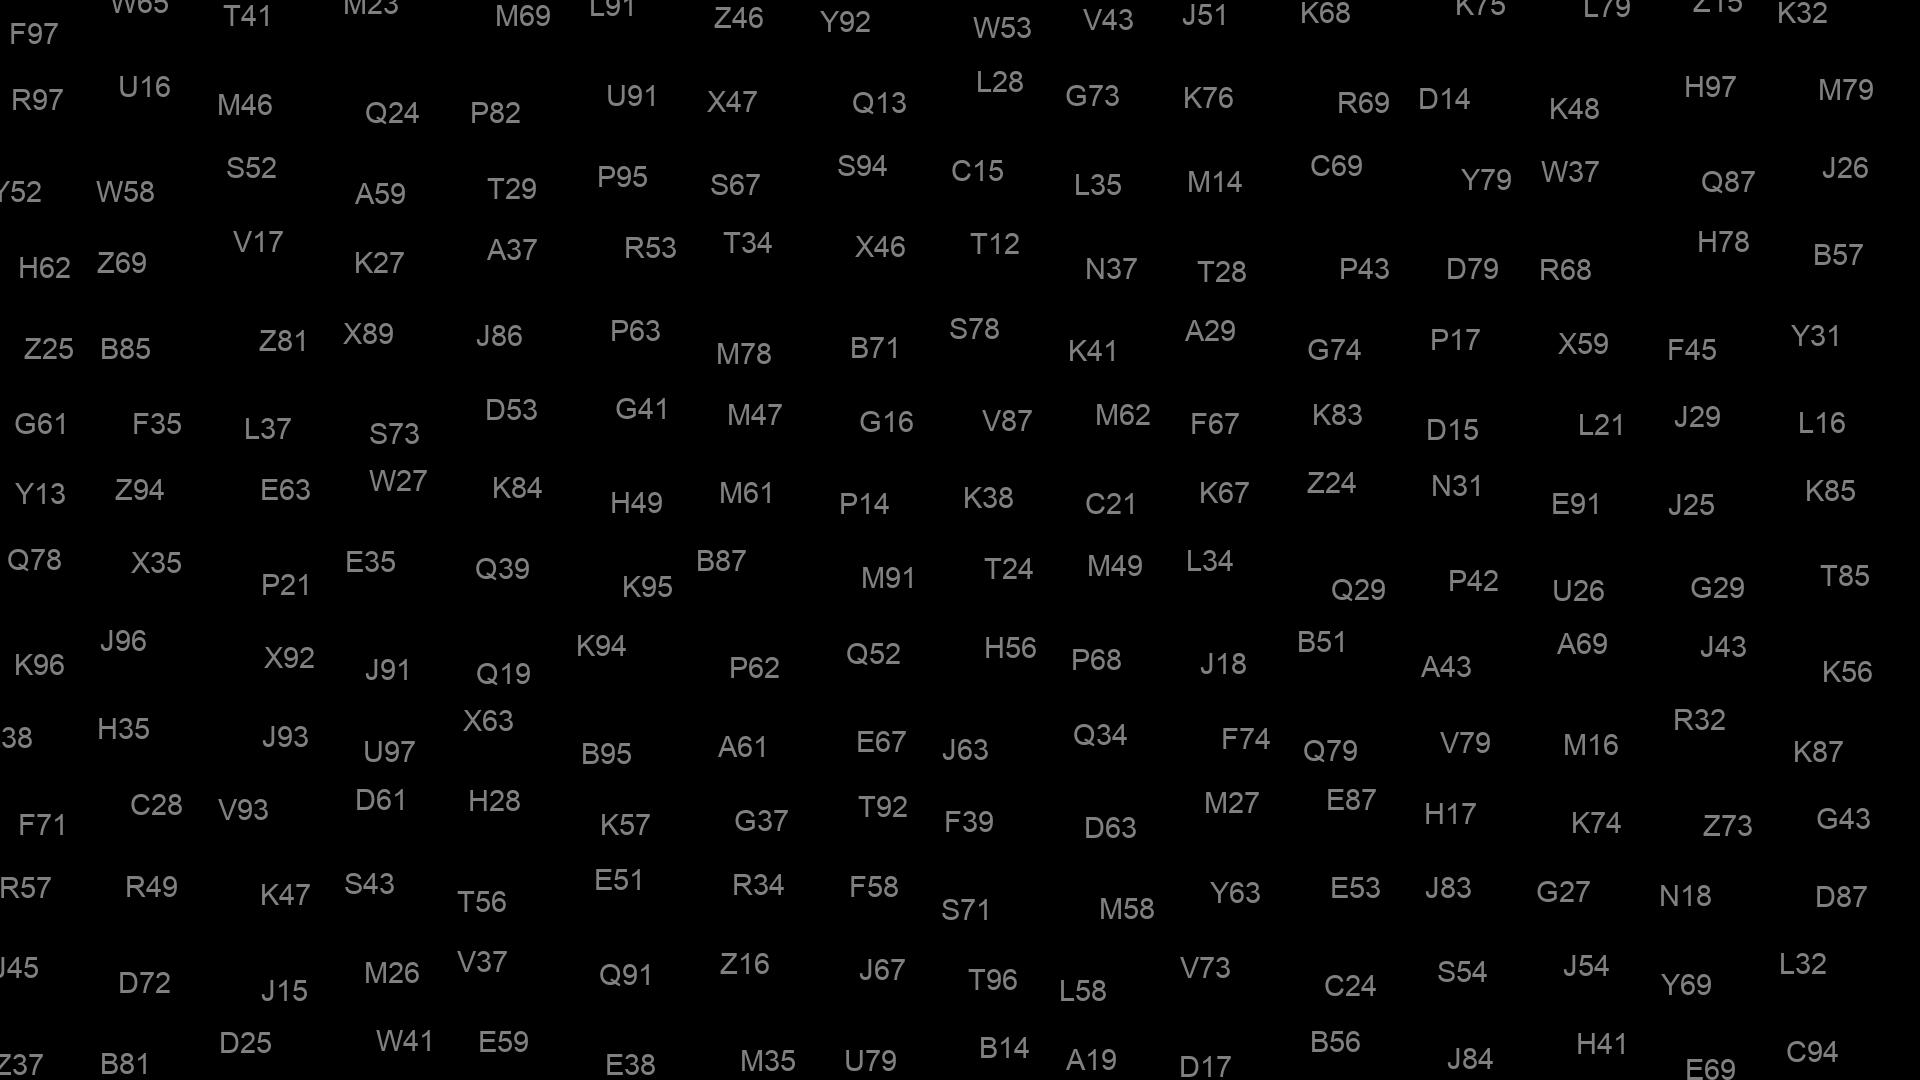 F97 W65 T41 M23 M69 L91 Z46 Y92 W53 V43 J51 K68 K75 L79 Z15 K32
R97 U16 M46 Q24 P82 U91 X47 Q13 L28 G73 K76 R69 D14 K48 H97 M79
Y52 W58 S52 A59 T29 P95 S67 S94 C15 L35 M14 C69 Y79 W37 Q87 J26
H62 Z69 V17 K27 A37 R53 T34 X46 T12 N37 T28 P43 D79 R68 H78 B57
Z25 B85 Z81 X89 J86 P63 M78 B71 S78 K41 A29 G74 P17 X59 F45 Y31
G61 F35 L37 S73 D53 G41 M47 G16 V87 M62 F67 K83 D15 L21 J29 L16
Y13 Z94 E63 W27 K84 H49 M61 P14 K38 C21 K67 Z24 N31 E91 J25 K85
Q78 X35 P21 E35 Q39 K95 B87 M91 T24 M49 L34 Q29 P42 U26 G29 T85
K96 J96 X92 J91 Q19 K94 P62 Q52 H56 P68 J18 B51 A43 A69 J43 K56
38 H35 J93 U97 X63 B95 A61 E67 J63 Q34 F74 Q79 V79 M16 R32 K87
F71 C28 V93 D61 H28 K57 G37 T92 F39 D63 M27 E87 H17 K74 Z73 G43
R57 R49 K47 S43 T56 E51 R34 F58 S71 M58 Y63 E53 J83 G27 N18 D87
45 D72 J15 M26 V37 Q91 Z16 J67 T96 L58 V73 C24 S54 J54 Y69 L32
Z37 B81 D25 W41 E59 E38 M35 U79 B14 A19 D17 B56 J84 H41 E69 C94